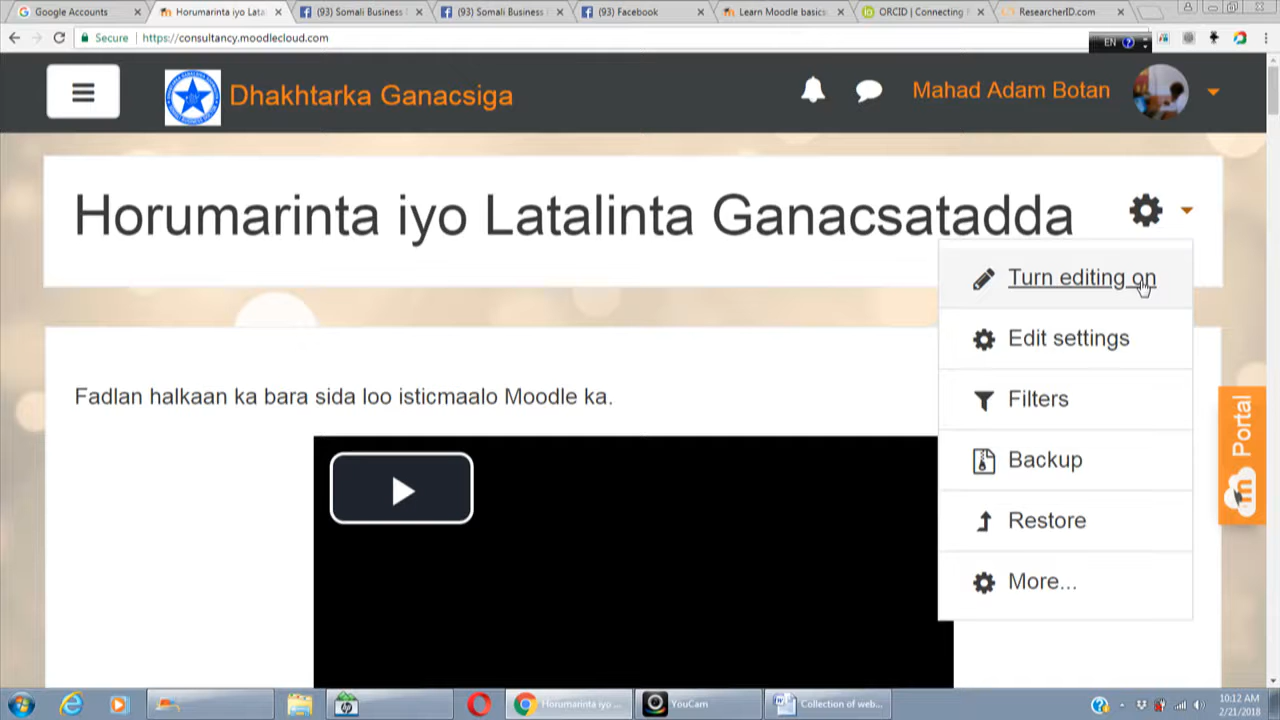 Google Accounts
Horumarinta iyo Lata
(93) Somali Business
(93) Somali Business
(93) Facebook
Learn Moodle basics
ORCID | Connecting
ResearcherID.com
Secure
https://consultancy.moodlecloud.com
EN
Dhakhtarka Ganacsiga
Mahad Adam Botan
Horumarinta iyo Latalinta Ganacsatadda
Turn editing on
Edit settings
Filters
Backup
Restore
More...
Fadlan halkaan ka bara sida loo isticmaalo Moodle ka.
Portal
Horumarinta iyo ...
YouCam
Collection of web...
10:12 AM
2/21/2018